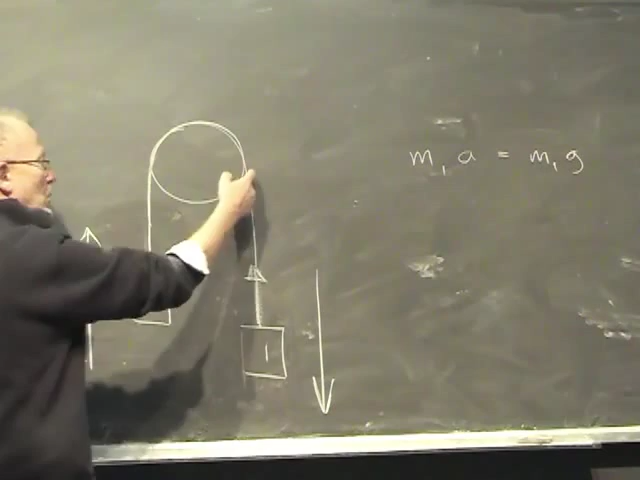 m₁a = m₁g
1